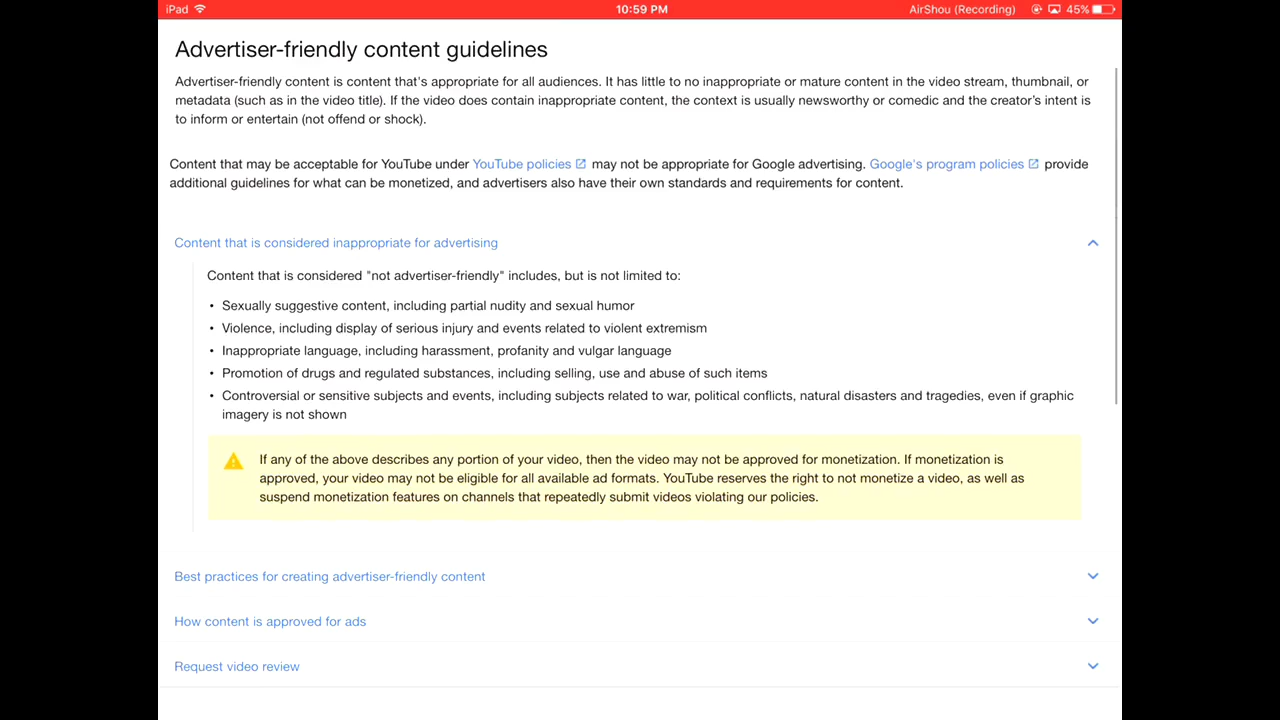 iPad 10:59 PM AirShou (Recording) 45%
Advertiser-friendly content guidelines
Advertiser-friendly content is content that's appropriate for all audiences. It has little to no inappropriate or mature content in the video stream, thumbnail, or
metadata (such as in the video title). If the video does contain inappropriate content, the context is usually newsworthy or comedic and the creator's intent is
to inform or entertain (not offend or shock).
Content that may be acceptable for YouTube under YouTube policies may not be appropriate for Google advertising. Google's program policies provide
additional guidelines for what can be monetized, and advertisers also have their own standards and requirements for content.
Content that is considered inappropriate for advertising
Content that is considered "not advertiser-friendly" includes, but is not limited to:
• Sexually suggestive content, including partial nudity and sexual humor
• Violence, including display of serious injury and events related to violent extremism
• Inappropriate language, including harassment, profanity and vulgar language
• Promotion of drugs and regulated substances, including selling, use and abuse of such items
• Controversial or sensitive subjects and events, including subjects related to war, political conflicts, natural disasters and tragedies, even if graphic
imagery is not shown
If any of the above describes any portion of your video, then the video may not be approved for monetization. If monetization is
approved, your video may not be eligible for all available ad formats. YouTube reserves the right to not monetize a video, as well as
suspend monetization features on channels that repeatedly submit videos violating our policies.
Best practices for creating advertiser-friendly content
How content is approved for ads
Request video review